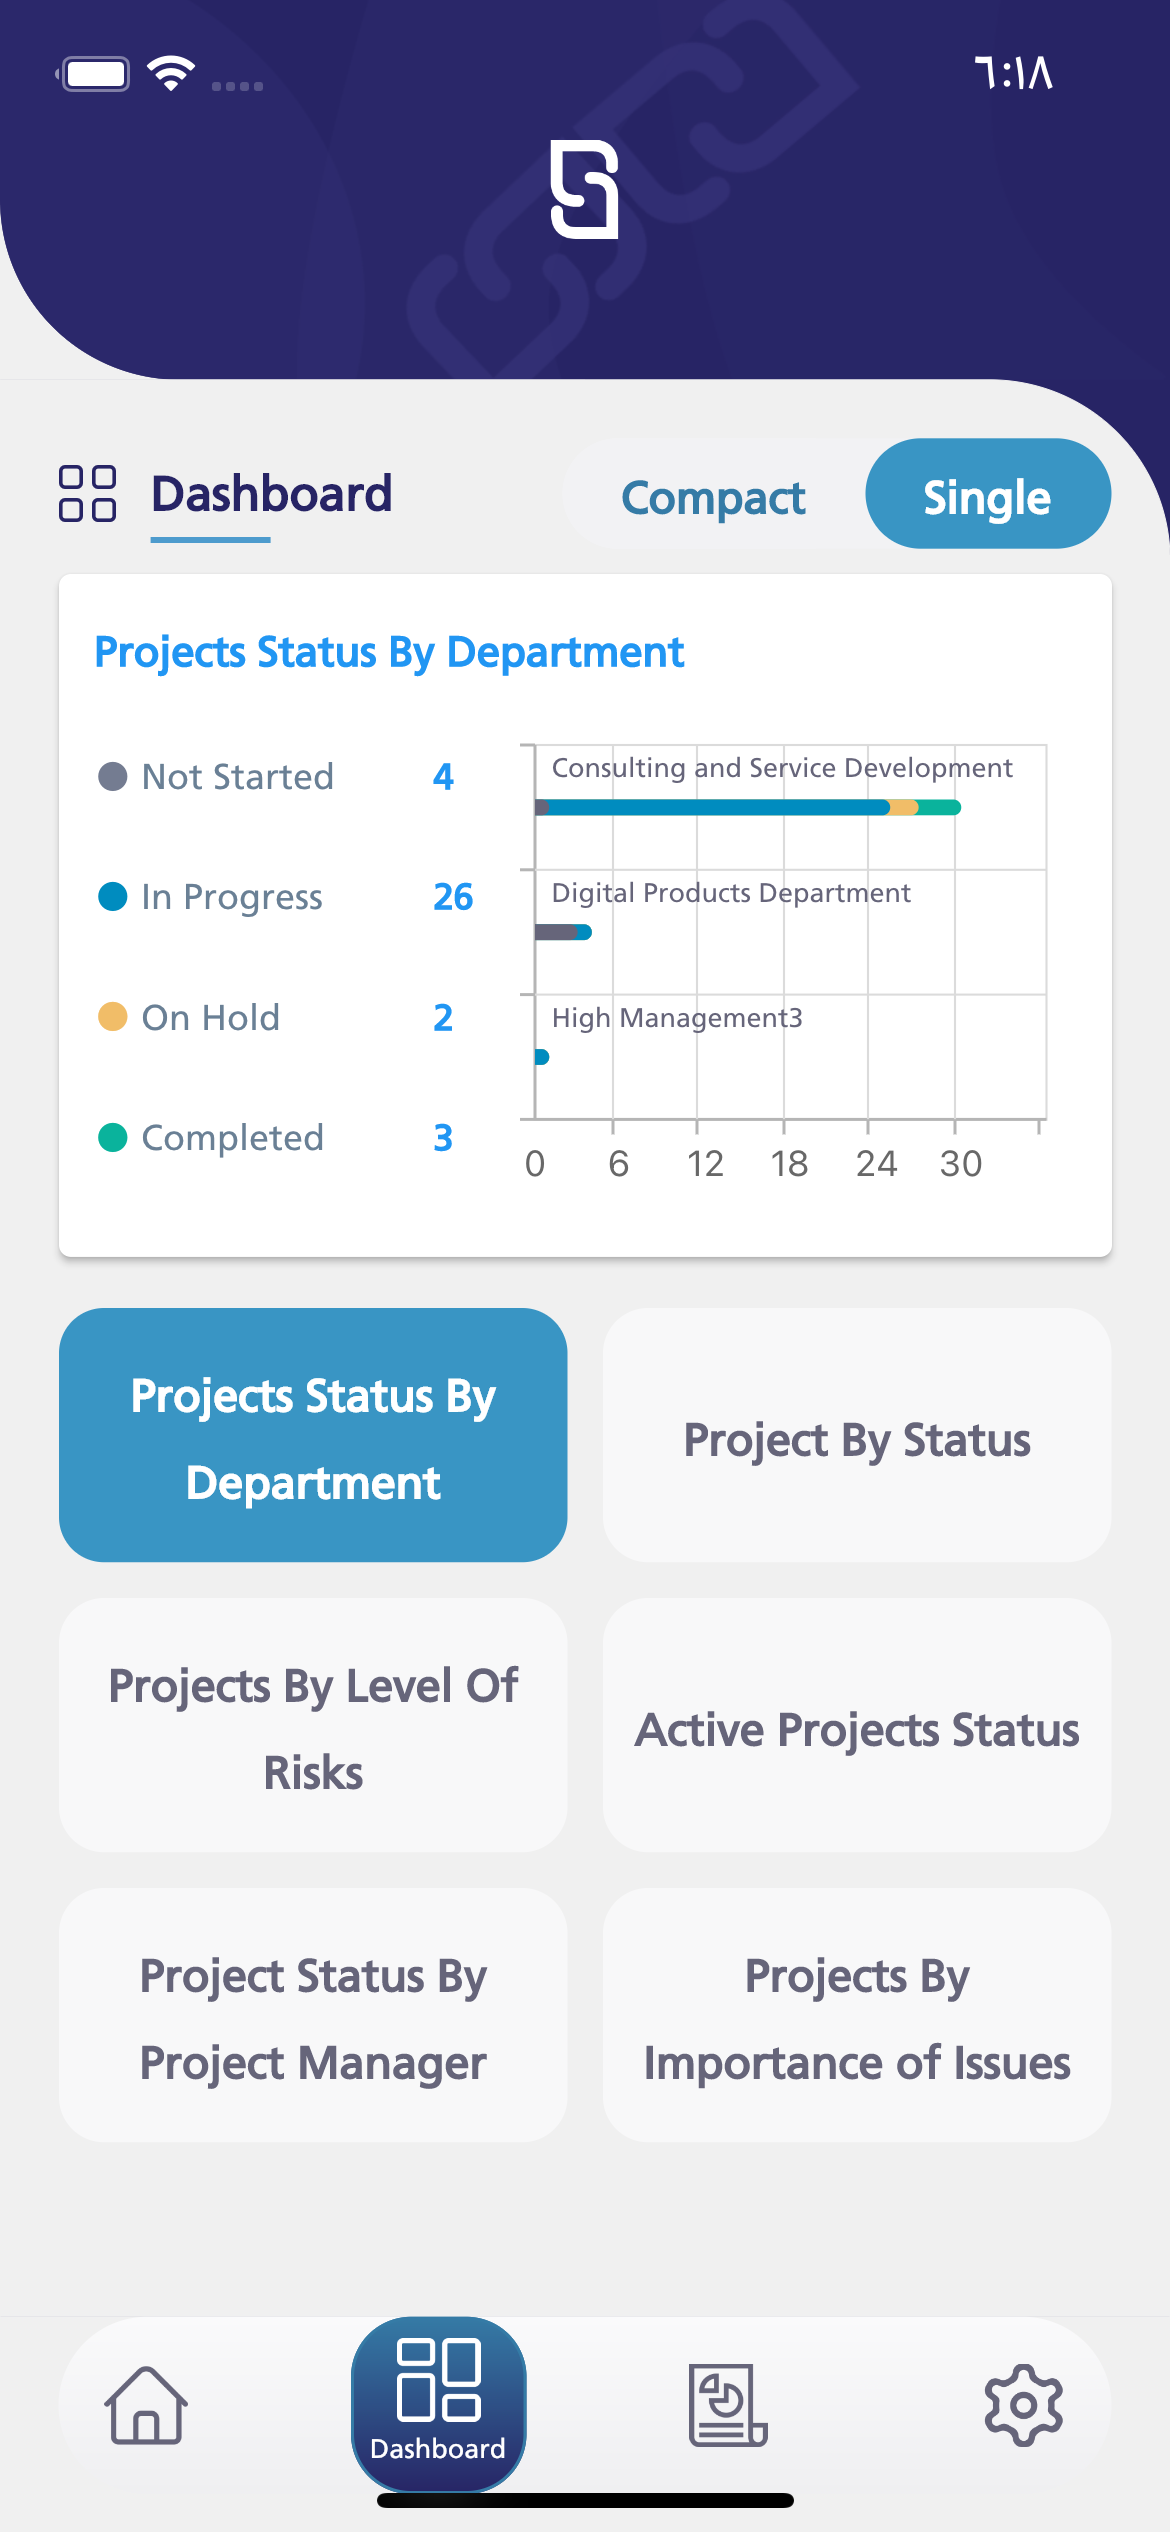 ٦:١٨
Dashboard
Compact
Single
Projects Status By Department
Not Started 4
In Progress 26
On Hold 2
Completed 3
Consulting and Service Development
Digital Products Department
High Management3
0 6 12 18 24 30
Projects Status By
Department
Project By Status
Projects By Level Of
Risks
Active Projects Status
Project Status By
Project Manager
Projects By
Importance of Issues
Dashboard